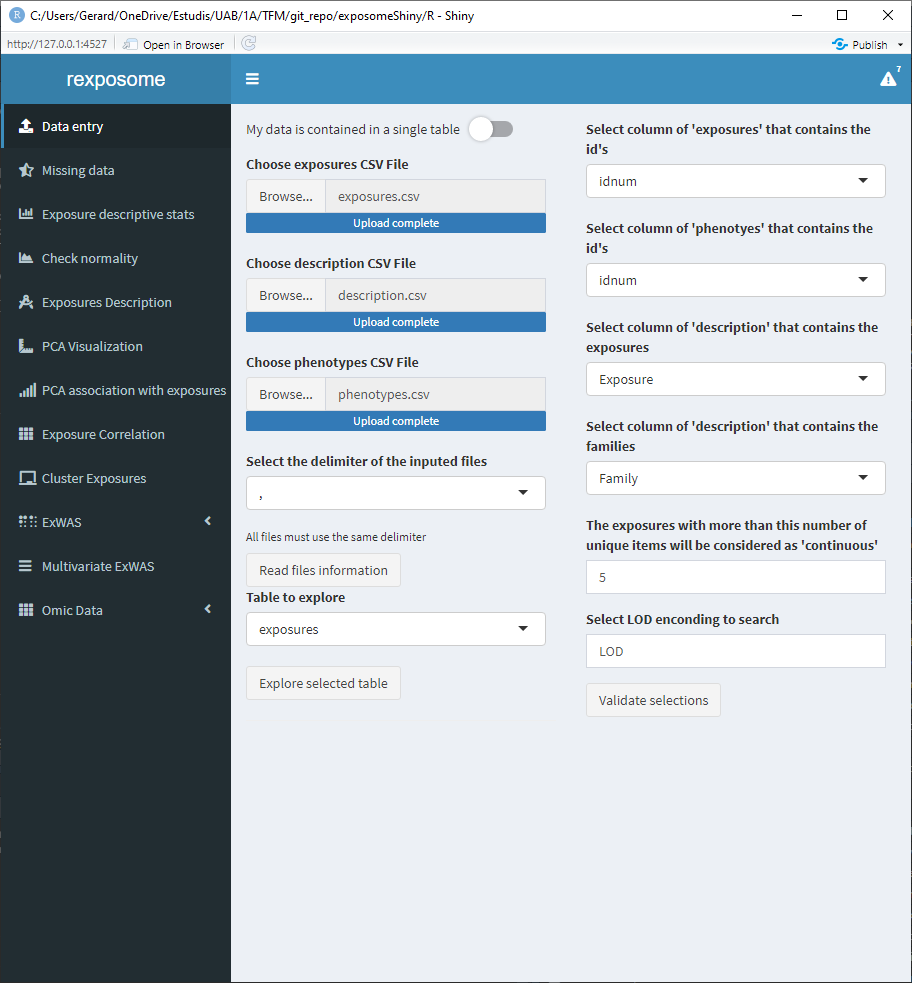 C:/Users/Gerard/OneDrive/Estudis/UAB/1A/TFM/git_repo/exposomeShiny/R - Shiny
http://127.0.0.1:4527
Open in Browser
Publish
rexposome
7
Data entry
Missing data
Exposure descriptive stats
Check normality
Exposures Description
PCA Visualization
PCA association with exposures
Exposure Correlation
Cluster Exposures
ExWAS
Multivariate ExWAS
Omic Data
My data is contained in a single table
Choose exposures CSV File
Browse... exposures.csv
Upload complete
Choose description CSV File
Browse... description.csv
Upload complete
Choose phenotypes CSV File
Browse... phenotypes.csv
Upload complete
Select the delimiter of the inputed files
,
All files must use the same delimiter
Read files information
Table to explore
exposures
Explore selected table
Select column of 'exposures' that contains the
id's
idnum
Select column of 'phenotyes' that contains the
id's
idnum
Select column of 'description' that contains the
exposures
Exposure
Select column of 'description' that contains the
families
Family
The exposures with more than this number of
unique items will be considered as 'continuous'
5
Select LOD enconding to search
LOD
Validate selections